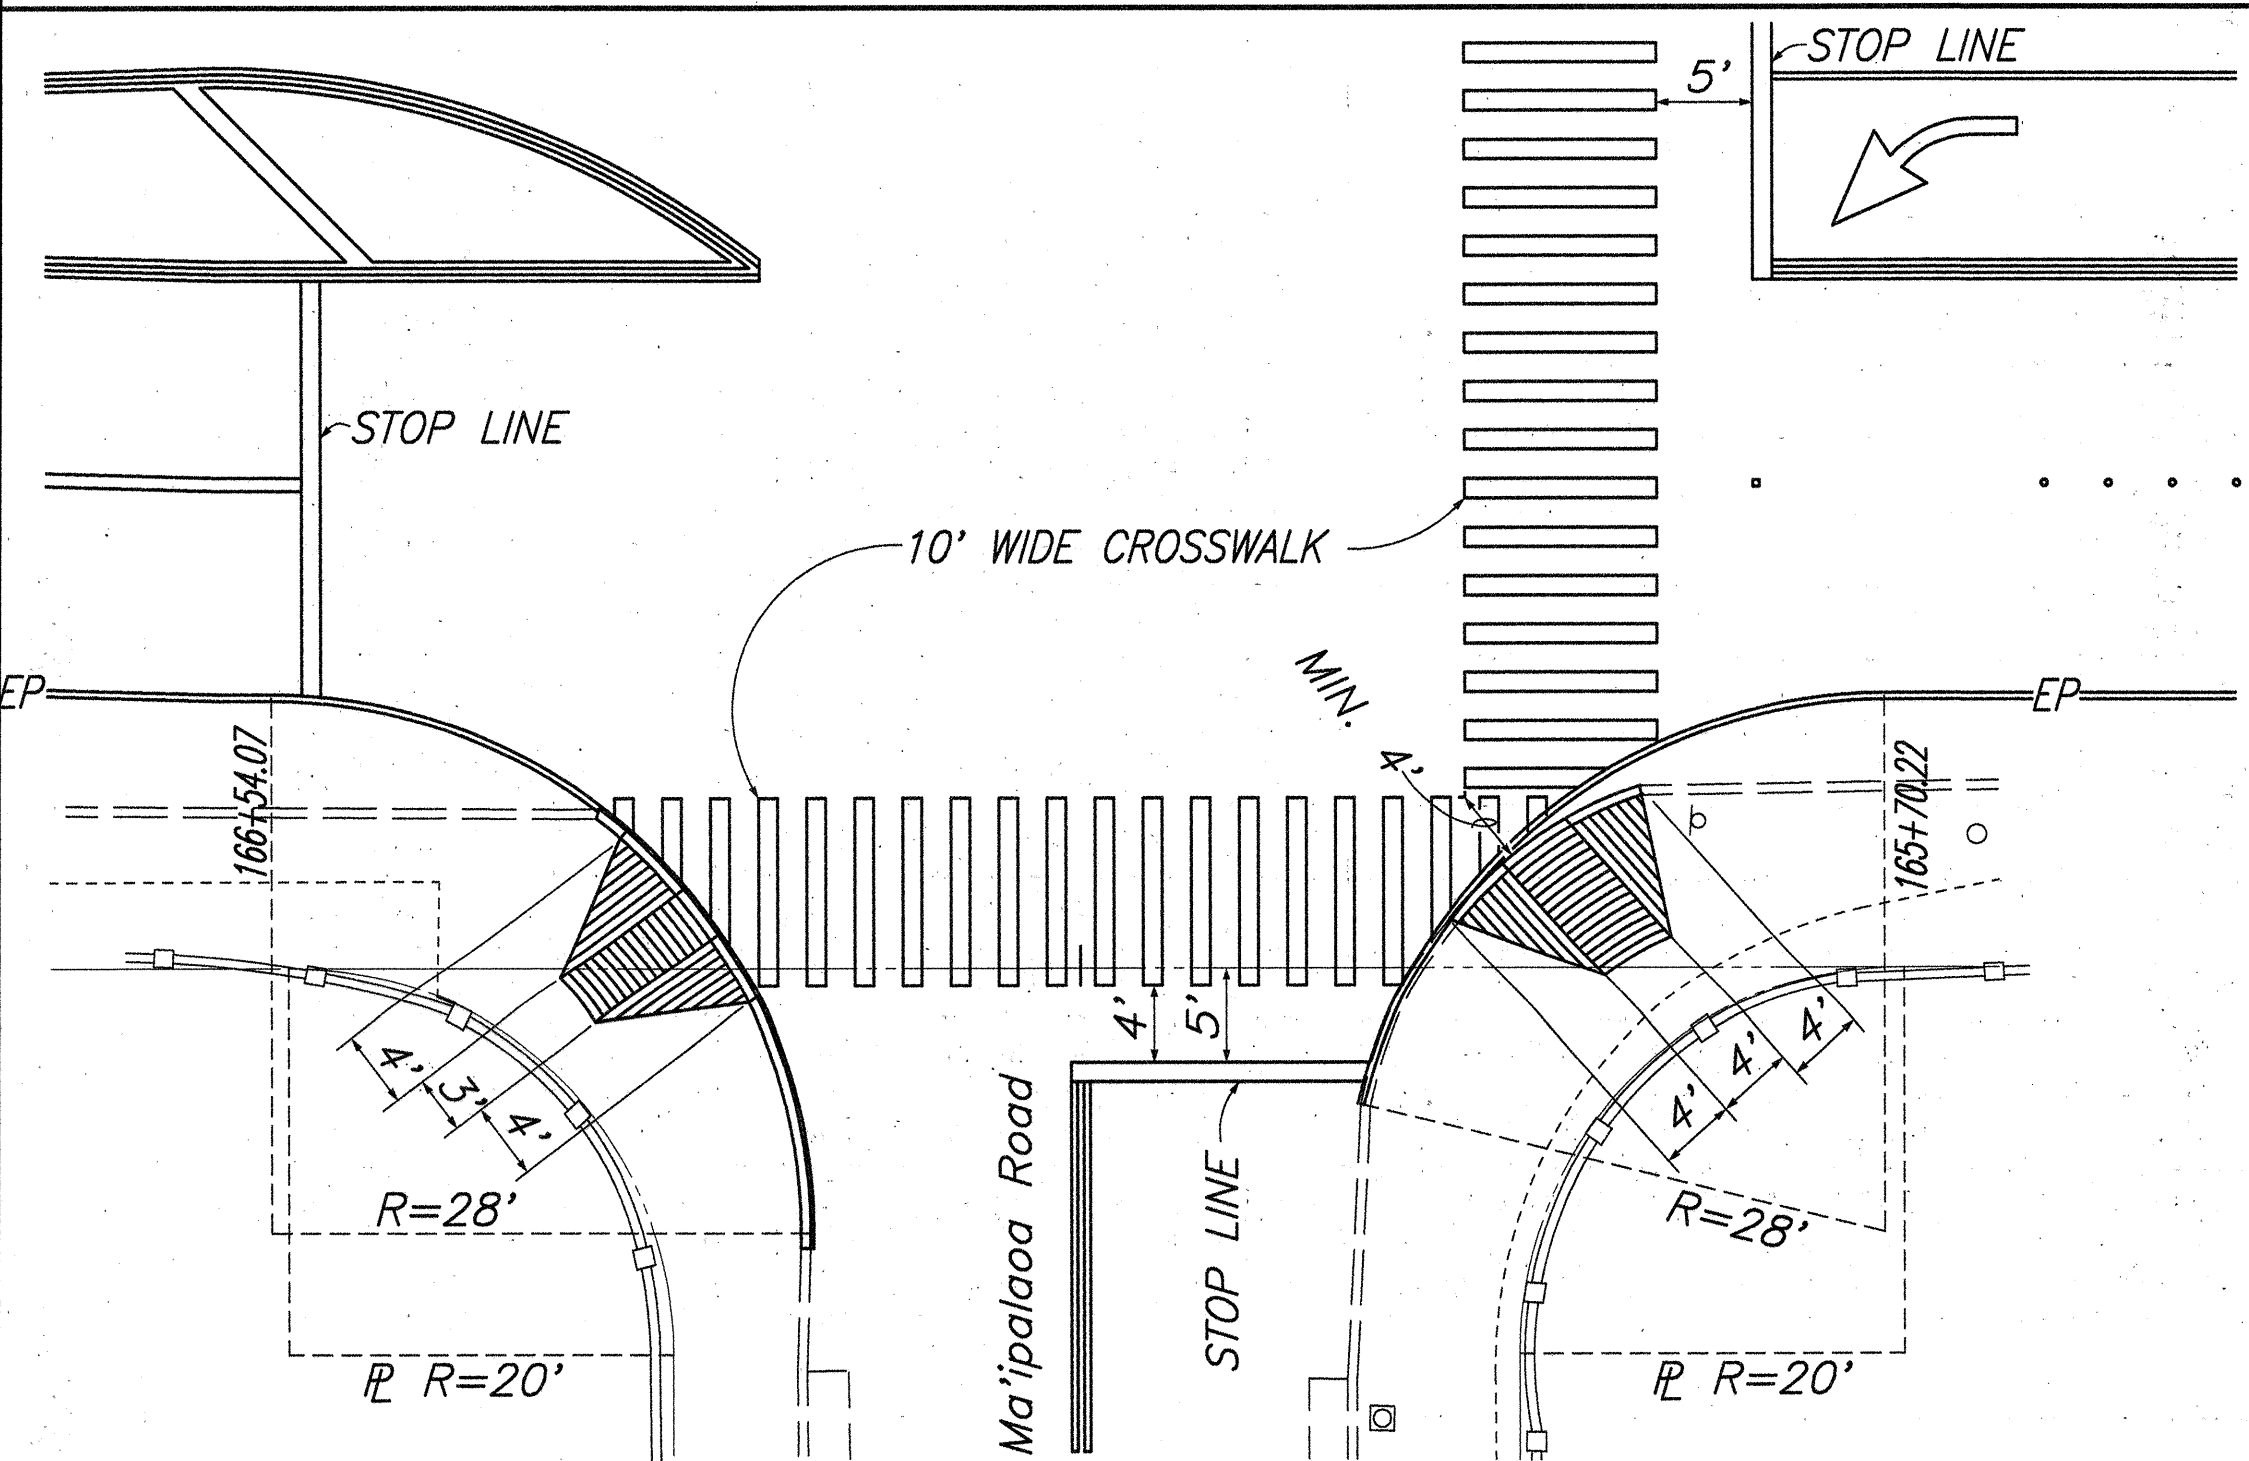 STOP LINE
5'
STOP LINE
10' WIDE CROSSWALK
MIN.
4'
EP
EP
166+54.07
165+70.22
4'
5'
4'
3'
4'
4'
4'
4'
R=28'
R=28'
Ma'ipalaoa Road
STOP LINE
PL R=20'
PL R=20'